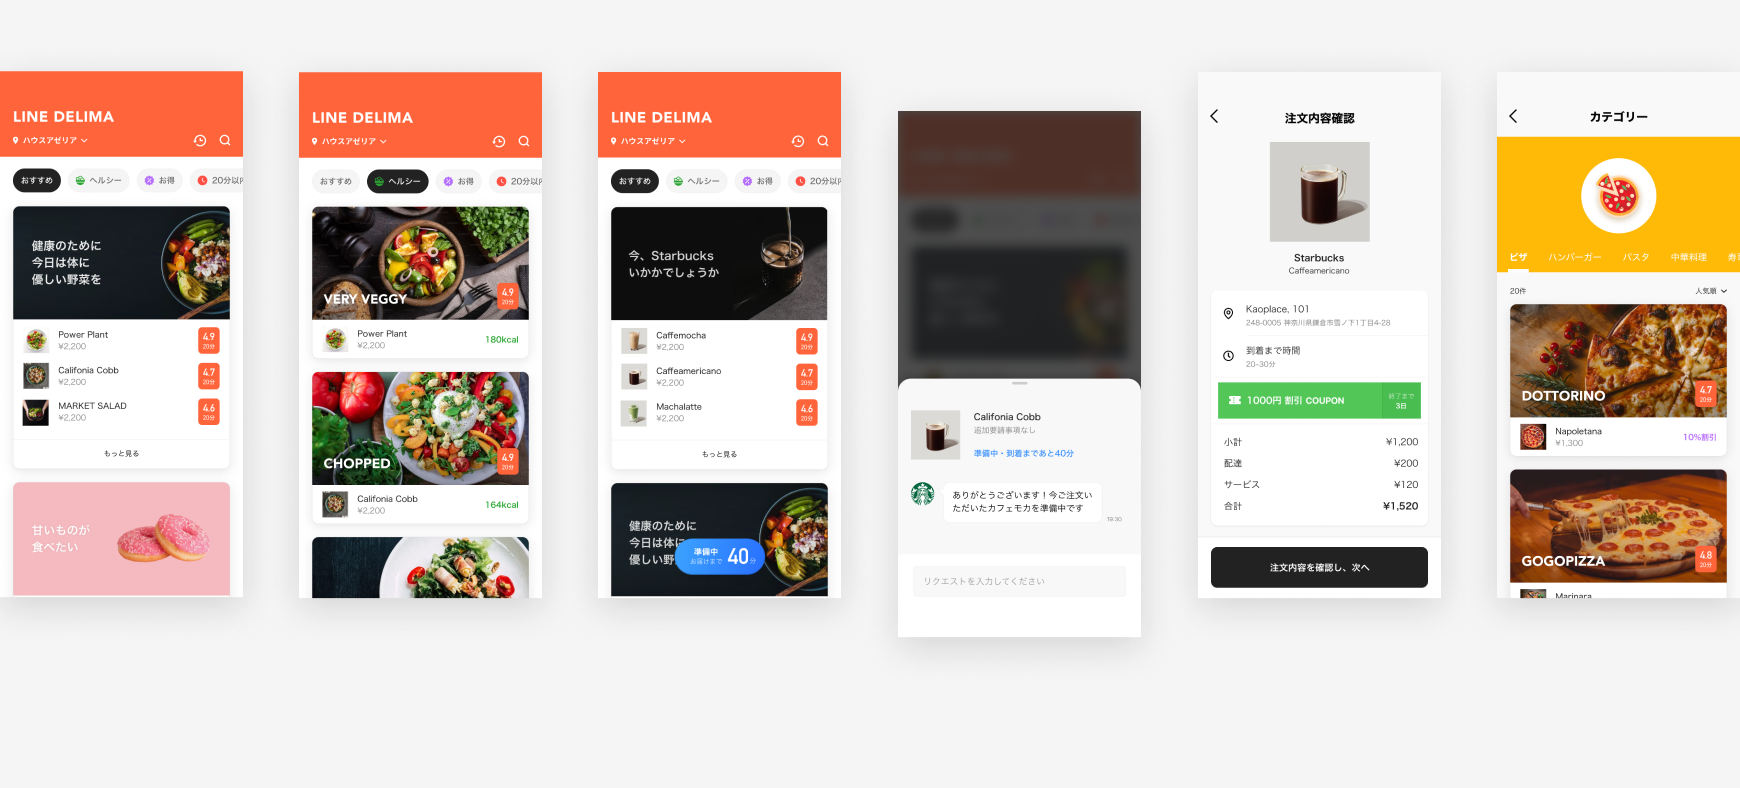 LINE DELIMA
ハウスアゼリア
おすすめ
ヘルシー
お得
20分以内
健康のために
今日は体に
優しい野菜を
Power Plant
¥2,200
4.9
20分
Califonia Cobb
¥2,200
4.7
20分
MARKET SALAD
¥2,200
4.6
20分
もっと見る
甘いものが
食べたい
LINE DELIMA
ハウスアゼリア
おすすめ
ヘルシー
お得
20分以内
VERY VEGGY
4.9
20分
Power Plant
¥2,200
180kcal
CHOPPED
4.9
20分
Califonia Cobb
¥2,200
164kcal
LINE DELIMA
ハウスアゼリア
おすすめ
ヘルシー
お得
20分以内
今、Starbucks
いかかでしょうか
Caffemocha
¥2,200
4.9
20分
Caffeamericano
¥2,200
4.7
20分
Machalatte
¥2,200
4.6
20分
もっと見る
健康のために
今日は体に
優しい野
準備中
お届けまで
40分
Califonia Cobb
追加要請事項なし
準備中・到着まであと40分
ありがとうございます！今ご注文い
ただいたカフェモカを準備中です
19:30
リクエストを入力してください
注文内容確認
Starbucks
Caffeamericano
Kaoplace, 101
248-0005 神奈川県鎌倉市雪ノ下1丁目4-28
到着まで時間
20~30分
1000円 割引 COUPON
終了まで
3日
小計
¥1,200
配達
¥200
サービス
¥120
合計
¥1,520
注文内容を確認し、次へ
カテゴリー
ピザ
ハンバーガー
パスタ
中華料理
寿
20件
人気順
DOTTORINO
4.7
20分
Napoletana
¥1,300
10%割引
GOGOPIZZA
4.8
20分
Marinara